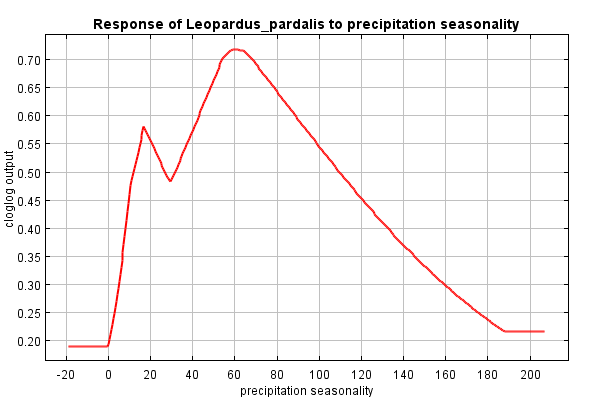 Response of Leopardus_pardalis to precipitation seasonality
0.70
0.65
0.60
0.55
0.50
0.45
0.40
0.35
0.30
0.25
0.20
cloglog output
-20 0 20 40 60 80 100 120 140 160 180 200
precipitation seasonality